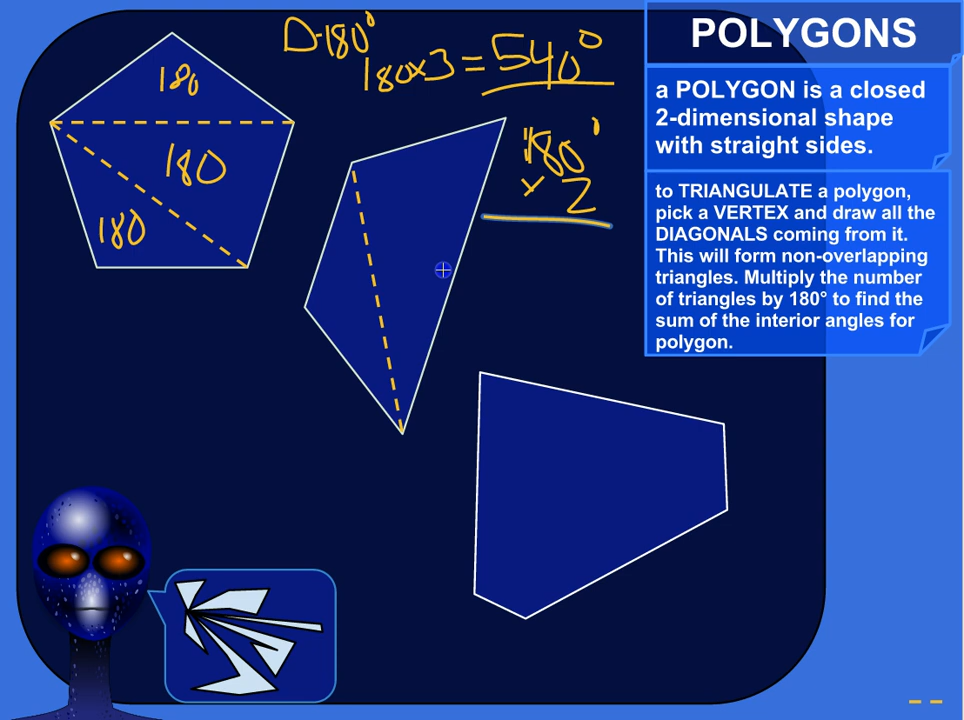 D·180°
180×3 = 540°
180
180
180
180°
× 2
POLYGONS
a POLYGON is a closed
2-dimensional shape
with straight sides.
to TRIANGULATE a polygon,
pick a VERTEX and draw all the
DIAGONALS coming from it.
This will form non-overlapping
triangles. Multiply the number
of triangles by 180° to find the
sum of the interior angles for
polygon.